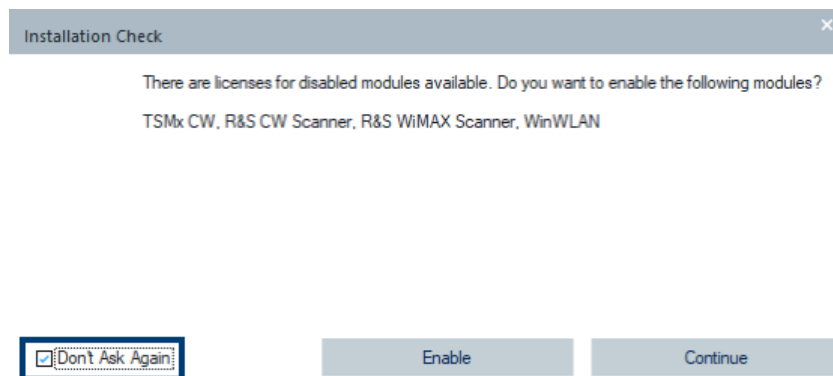 Installation Check
There are licenses for disabled modules available. Do you want to enable the following modules?
TSMx CW, R&S CW Scanner, R&S WiMAX Scanner, WinWLAN
Don't Ask Again
Enable
Continue